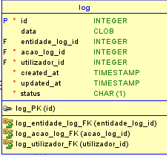 log
P * id INTEGER
data CLOB
F entidade_log_id INTEGER
F * acao_log_id INTEGER
F * utilizador_id INTEGER
* created_at TIMESTAMP
* updated_at TIMESTAMP
* status CHAR (1)
log_PK (id)
log_entidade_log_FK (entidade_log_id)
log_acao_log_FK (acao_log_id)
log_utilizador_FK (utilizador_id)